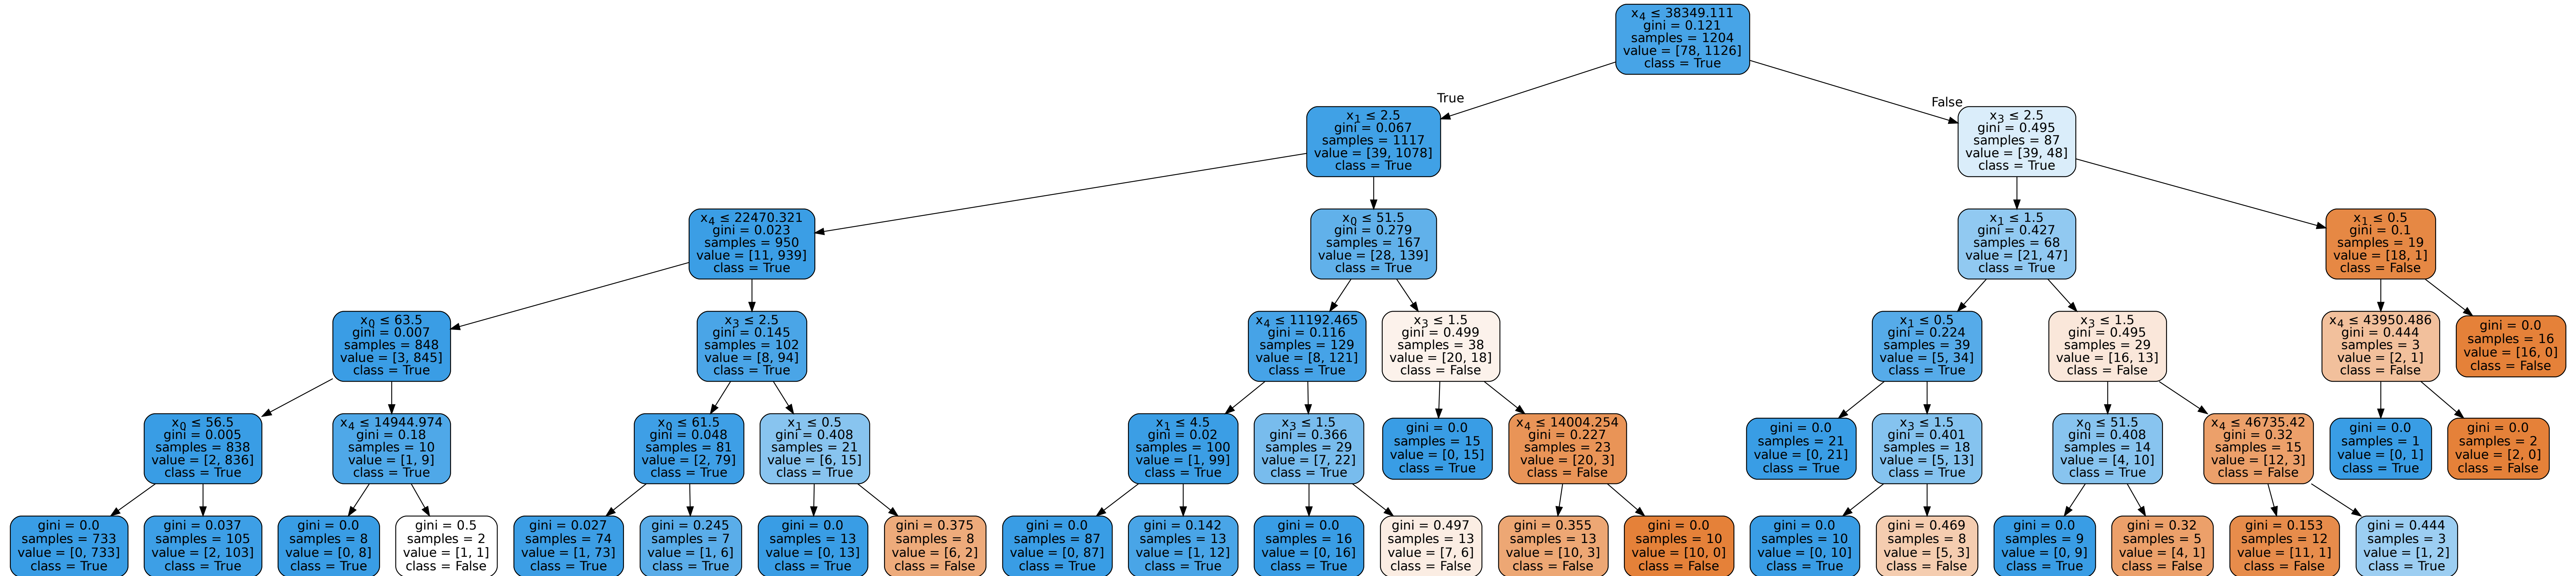 x4 ≤ 38349.111
gini = 0.121
samples = 1204
value = [78, 1126]
class = True
True
False
x1 ≤ 2.5
gini = 0.067
samples = 1117
value = [39, 1078]
class = True
x3 ≤ 2.5
gini = 0.495
samples = 87
value = [39, 48]
class = True
x4 ≤ 22470.321
gini = 0.023
samples = 950
value = [11, 939]
class = True
x0 ≤ 51.5
gini = 0.279
samples = 167
value = [28, 139]
class = True
x1 ≤ 1.5
gini = 0.427
samples = 68
value = [21, 47]
class = True
x1 ≤ 0.5
gini = 0.1
samples = 19
value = [18, 1]
class = False
x0 ≤ 63.5
gini = 0.007
samples = 848
value = [3, 845]
class = True
x3 ≤ 2.5
gini = 0.145
samples = 102
value = [8, 94]
class = True
x4 ≤ 11192.465
gini = 0.116
samples = 129
value = [8, 121]
class = True
x3 ≤ 1.5
gini = 0.499
samples = 38
value = [20, 18]
class = False
x1 ≤ 0.5
gini = 0.224
samples = 39
value = [5, 34]
class = True
x3 ≤ 1.5
gini = 0.495
samples = 29
value = [16, 13]
class = False
x4 ≤ 43950.486
gini = 0.444
samples = 3
value = [2, 1]
class = False
gini = 0.0
samples = 16
value = [16, 0]
class = False
x0 ≤ 56.5
gini = 0.005
samples = 838
value = [2, 836]
class = True
x4 ≤ 14944.974
gini = 0.18
samples = 10
value = [1, 9]
class = True
x0 ≤ 61.5
gini = 0.048
samples = 81
value = [2, 79]
class = True
x1 ≤ 0.5
gini = 0.408
samples = 21
value = [6, 15]
class = True
x1 ≤ 4.5
gini = 0.02
samples = 100
value = [1, 99]
class = True
x3 ≤ 1.5
gini = 0.366
samples = 29
value = [7, 22]
class = True
gini = 0.0
samples = 15
value = [0, 15]
class = True
x4 ≤ 14004.254
gini = 0.227
samples = 23
value = [20, 3]
class = False
gini = 0.0
samples = 21
value = [0, 21]
class = True
x3 ≤ 1.5
gini = 0.401
samples = 18
value = [5, 13]
class = True
x0 ≤ 51.5
gini = 0.408
samples = 14
value = [4, 10]
class = True
x4 ≤ 46735.42
gini = 0.32
samples = 15
value = [12, 3]
class = False
gini = 0.0
samples = 1
value = [0, 1]
class = True
gini = 0.0
samples = 2
value = [2, 0]
class = False
gini = 0.0
samples = 733
value = [0, 733]
class = True
gini = 0.037
samples = 105
value = [2, 103]
class = True
gini = 0.0
samples = 8
value = [0, 8]
class = True
gini = 0.5
samples = 2
value = [1, 1]
class = False
gini = 0.027
samples = 74
value = [1, 73]
class = True
gini = 0.245
samples = 7
value = [1, 6]
class = True
gini = 0.0
samples = 13
value = [0, 13]
class = True
gini = 0.375
samples = 8
value = [6, 2]
class = False
gini = 0.0
samples = 87
value = [0, 87]
class = True
gini = 0.142
samples = 13
value = [1, 12]
class = True
gini = 0.0
samples = 16
value = [0, 16]
class = True
gini = 0.497
samples = 13
value = [7, 6]
class = False
gini = 0.355
samples = 13
value = [10, 3]
class = False
gini = 0.0
samples = 10
value = [10, 0]
class = False
gini = 0.0
samples = 10
value = [0, 10]
class = True
gini = 0.469
samples = 8
value = [5, 3]
class = False
gini = 0.0
samples = 9
value = [0, 9]
class = True
gini = 0.32
samples = 5
value = [4, 1]
class = False
gini = 0.153
samples = 12
value = [11, 1]
class = False
gini = 0.444
samples = 3
value = [1, 2]
class = True